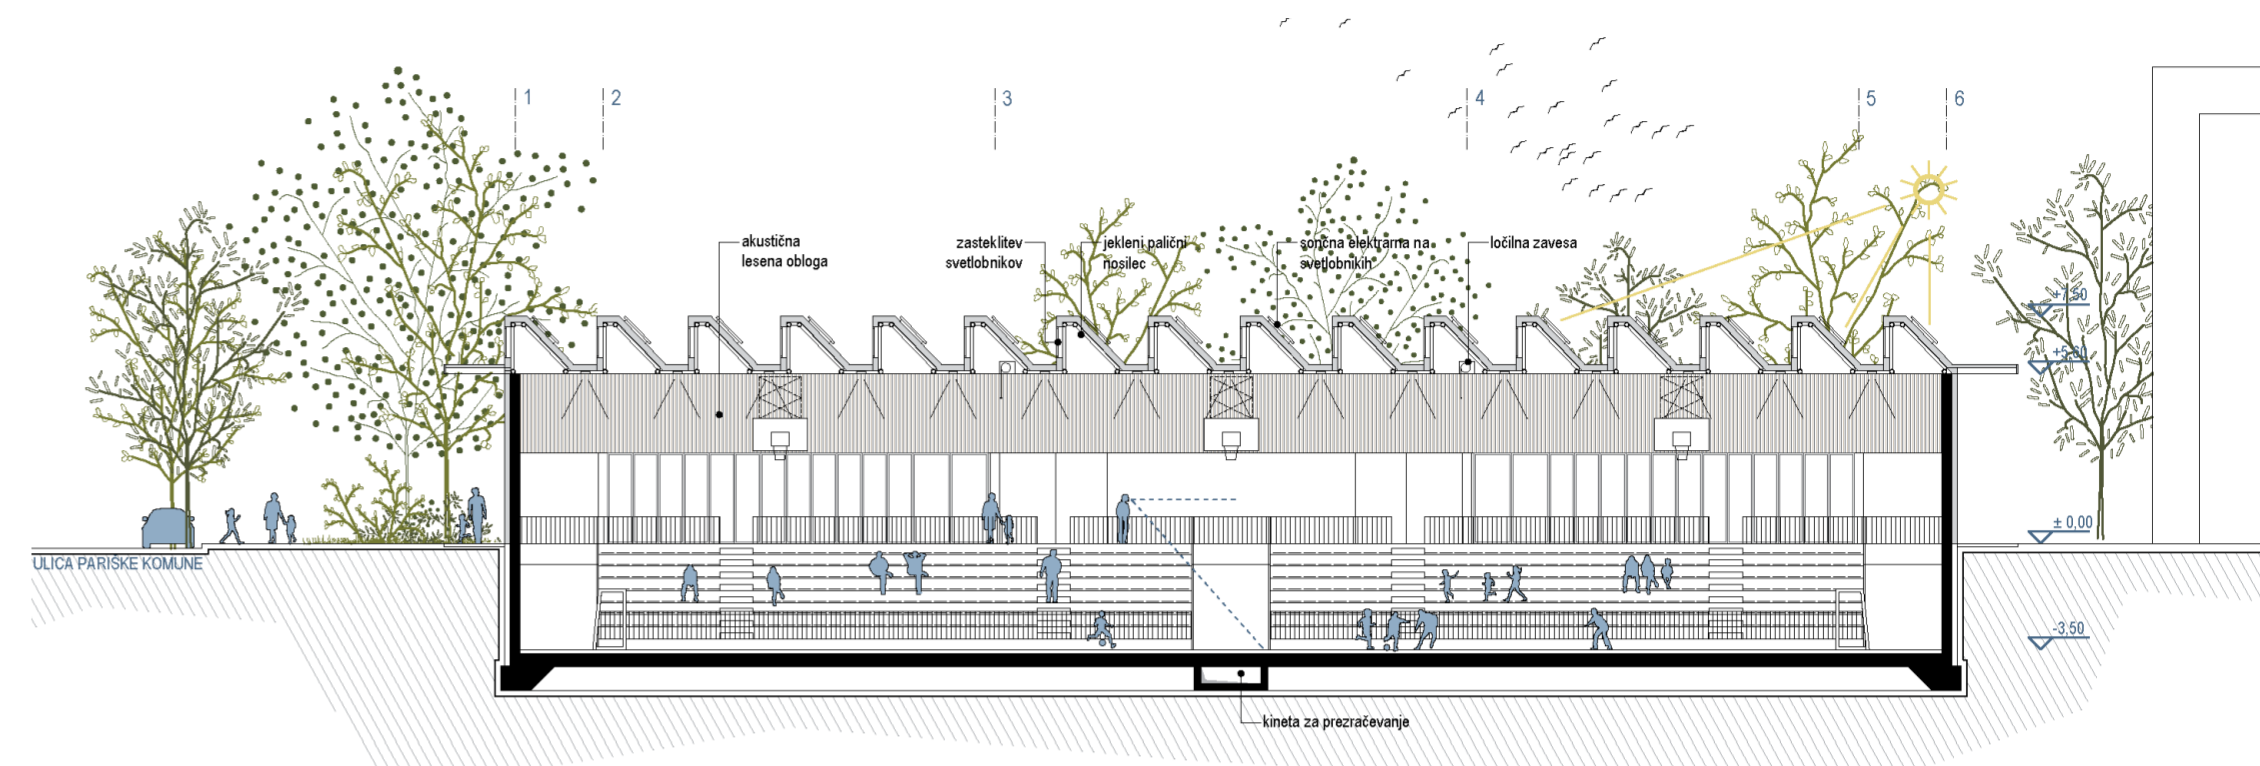 1
2
3
4
5
6
akustična
lesena obloga
zasteklitev
svetlobnikov
jekleni palični
nosilec
sončna elektrarna na
svetlobnikih
ločilna zavesa
+7,50
+5,60
± 0,00
ULICA PARIŠKE KOMUNE
-3,50
kineta za prezračevanje